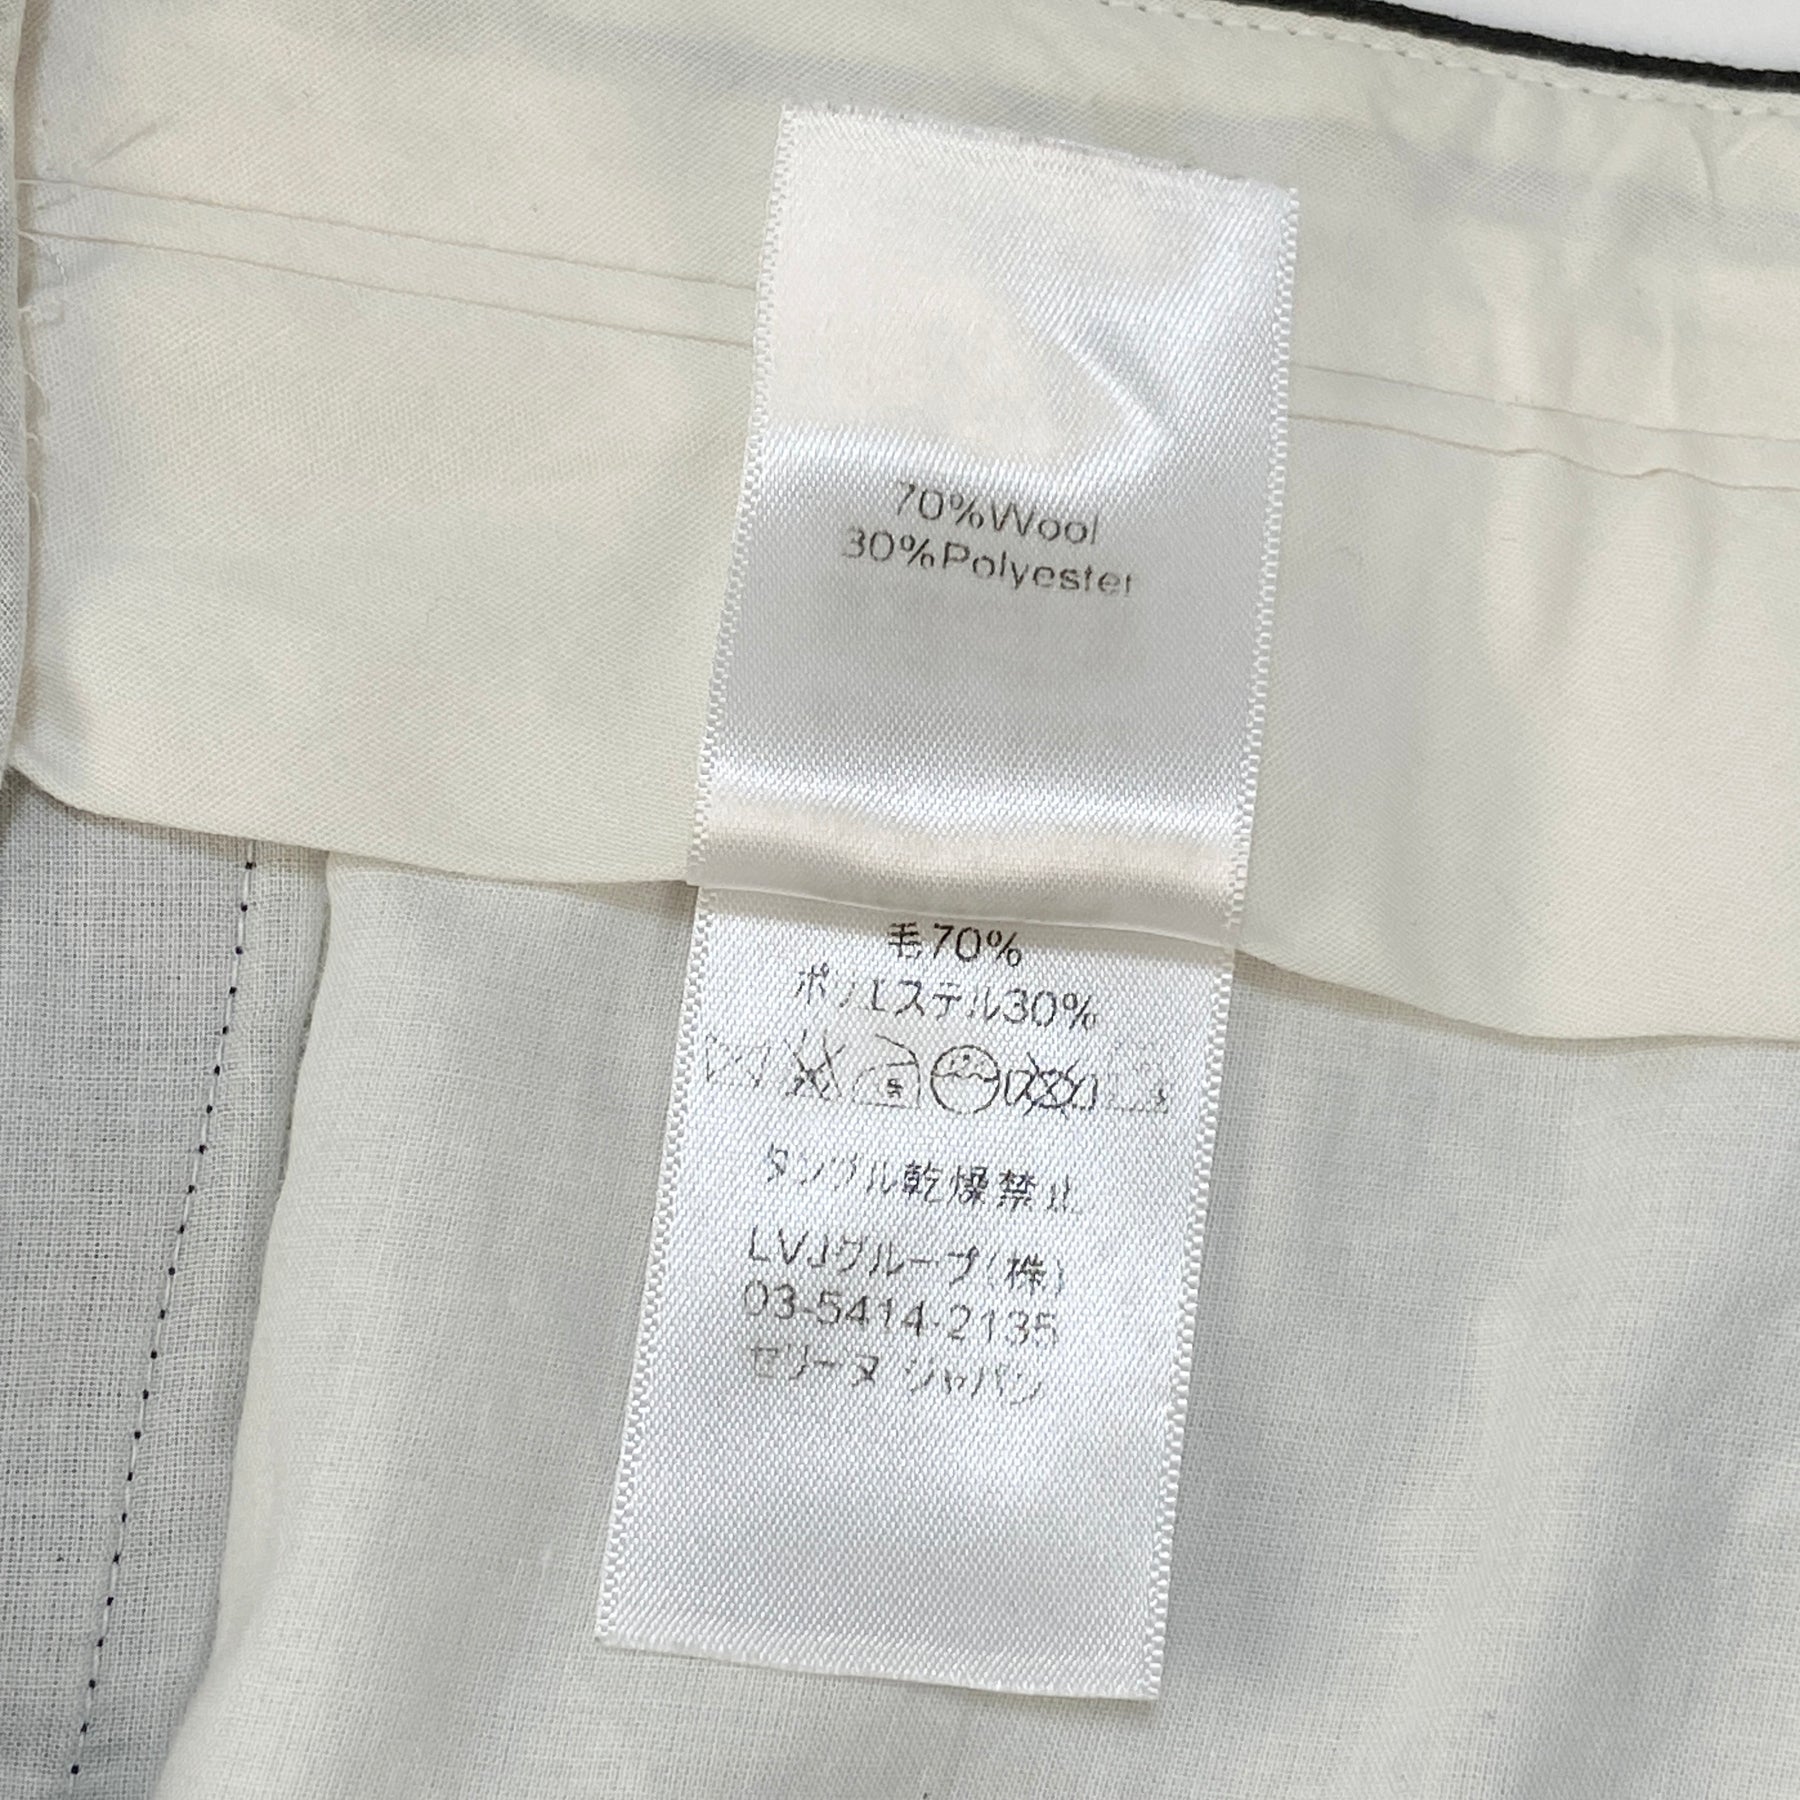 70%Wool
30%Polyester
毛70%
ポリエステル30%
タンブル乾燥禁止
LVJグループ(株)
03-5414-2135
セリーヌ ジャパン